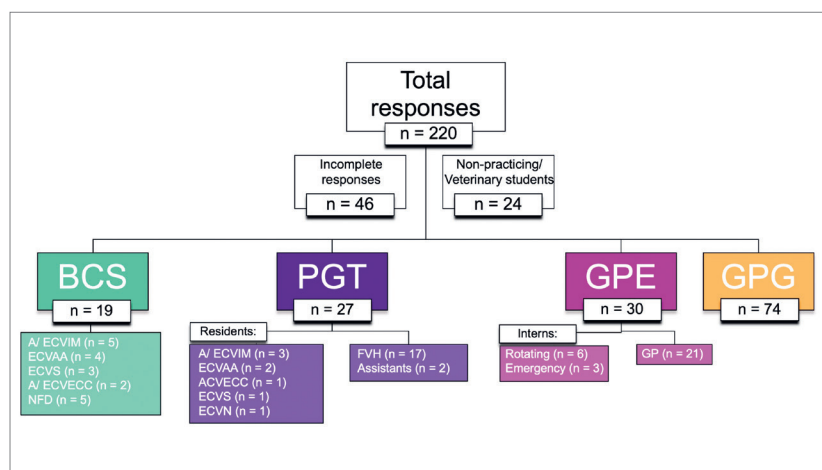 Total
responses
n = 220
Incomplete
responses
n = 46
Non-practicing/
Veterinary students
n = 24
BCS
n = 19
A/ ECVIM (n = 5)
ECVAA (n = 4)
ECVS (n = 3)
A/ ECVECC (n = 2)
NFD (n = 5)
PGT
n = 27
Residents:
A/ ECVIM (n = 3)
ECVAA (n = 2)
ACVECC (n = 1)
ECVS (n = 1)
ECVN (n = 1)
FVH (n = 17)
Assistants (n = 2)
GPE
n = 30
Interns:
Rotating (n = 6)
Emergency (n = 3)
GP (n = 21)
GPG
n = 74